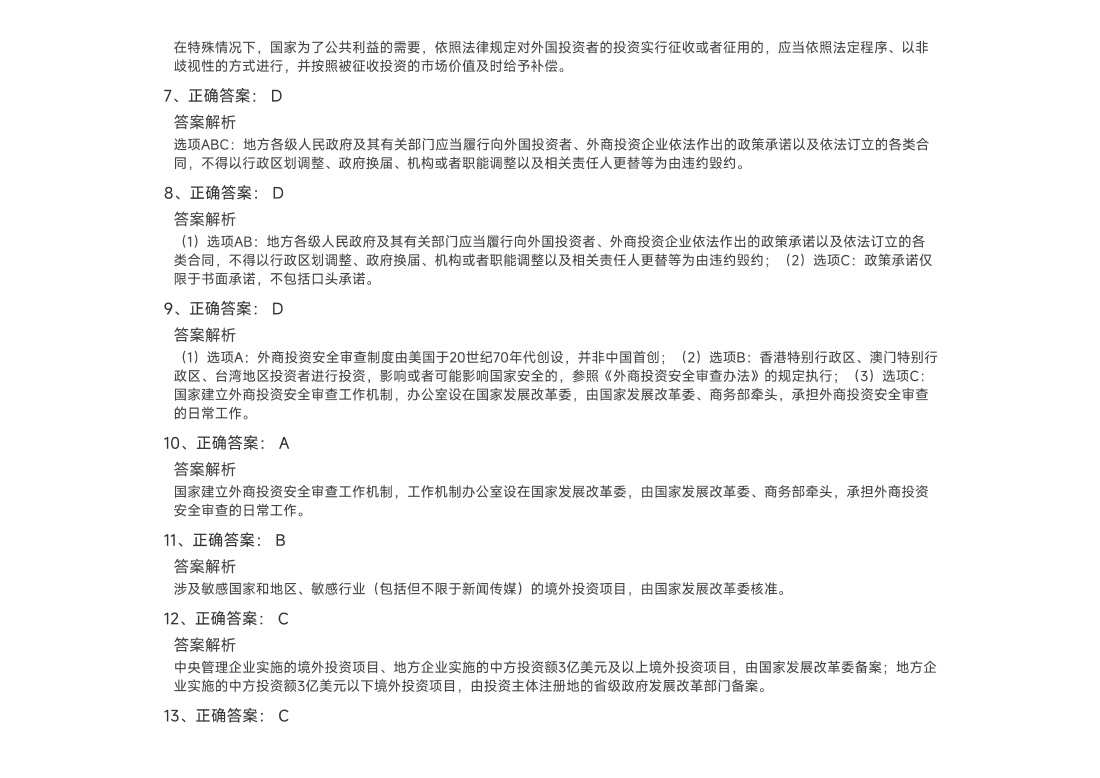 在特殊情况下，国家为了公共利益的需要，依照法律规定对外国投资者的投资实行征收或者征用的，应当依照法定程序、以非
歧视性的方式进行，并按照被征收投资的市场价值及时给予补偿。
7、正确答案： D
答案解析
选项ABC：地方各级人民政府及其有关部门应当履行向外国投资者、外商投资企业依法作出的政策承诺以及依法订立的各类合
同，不得以行政区划调整、政府换届、机构或者职能调整以及相关责任人更替等为由违约毁约。
8、正确答案： D
答案解析
（1）选项AB：地方各级人民政府及其有关部门应当履行向外国投资者、外商投资企业依法作出的政策承诺以及依法订立的各
类合同，不得以行政区划调整、政府换届、机构或者职能调整以及相关责任人更替等为由违约毁约；（2）选项C：政策承诺仅
限于书面承诺，不包括口头承诺。
9、正确答案： D
答案解析
（1）选项A：外商投资安全审查制度由美国于20世纪70年代创设，并非中国首创；（2）选项B：香港特别行政区、澳门特别行
政区、台湾地区投资者进行投资，影响或者可能影响国家安全的，参照《外商投资安全审查办法》的规定执行；（3）选项C：
国家建立外商投资安全审查工作机制，办公室设在国家发展改革委，由国家发展改革委、商务部牵头，承担外商投资安全审查
的日常工作。
10、正确答案： A
答案解析
国家建立外商投资安全审查工作机制，工作机制办公室设在国家发展改革委，由国家发展改革委、商务部牵头，承担外商投资
安全审查的日常工作。
11、正确答案： B
答案解析
涉及敏感国家和地区、敏感行业（包括但不限于新闻传媒）的境外投资项目，由国家发展改革委核准。
12、正确答案： C
答案解析
中央管理企业实施的境外投资项目、地方企业实施的中方投资额3亿美元及以上境外投资项目，由国家发展改革委备案；地方企
业实施的中方投资额3亿美元以下境外投资项目，由投资主体注册地的省级政府发展改革部门备案。
13、正确答案： C